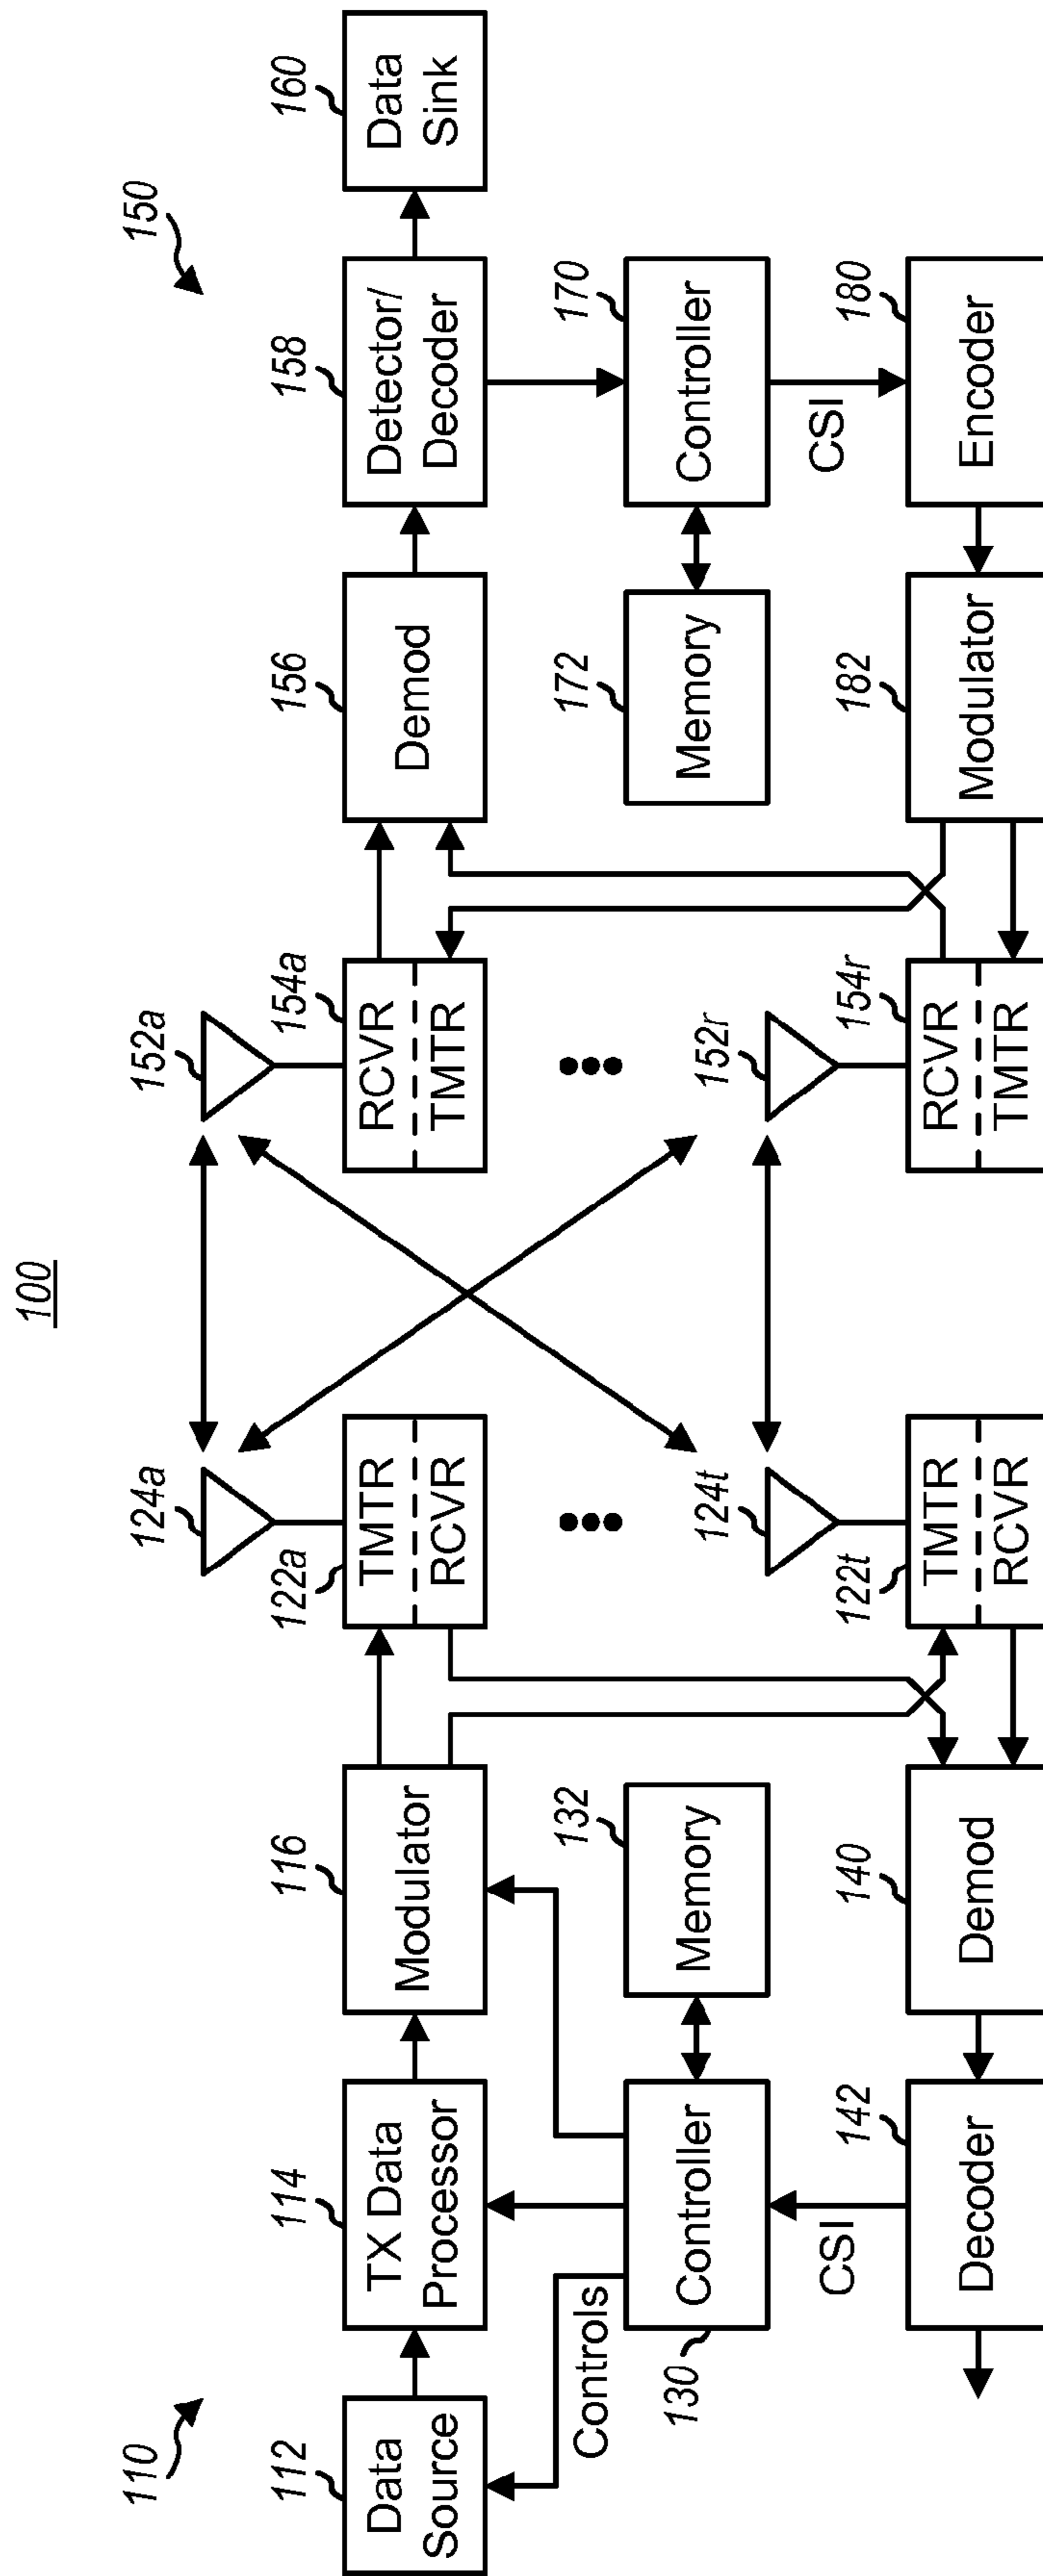 100
110
150
112
114
116
122a
124a
152a
154a
156
158
160
Data
Source
TX Data
Processor
Modulator
TMTR
RCVR
RCVR
TMTR
Demod
Detector/
Decoder
Data
Sink
Controls
130
Controller
132
Memory
172
Memory
170
Controller
CSI
CSI
142
Decoder
140
Demod
122t
124t
TMTR
RCVR
152r
154r
RCVR
TMTR
182
Modulator
180
Encoder